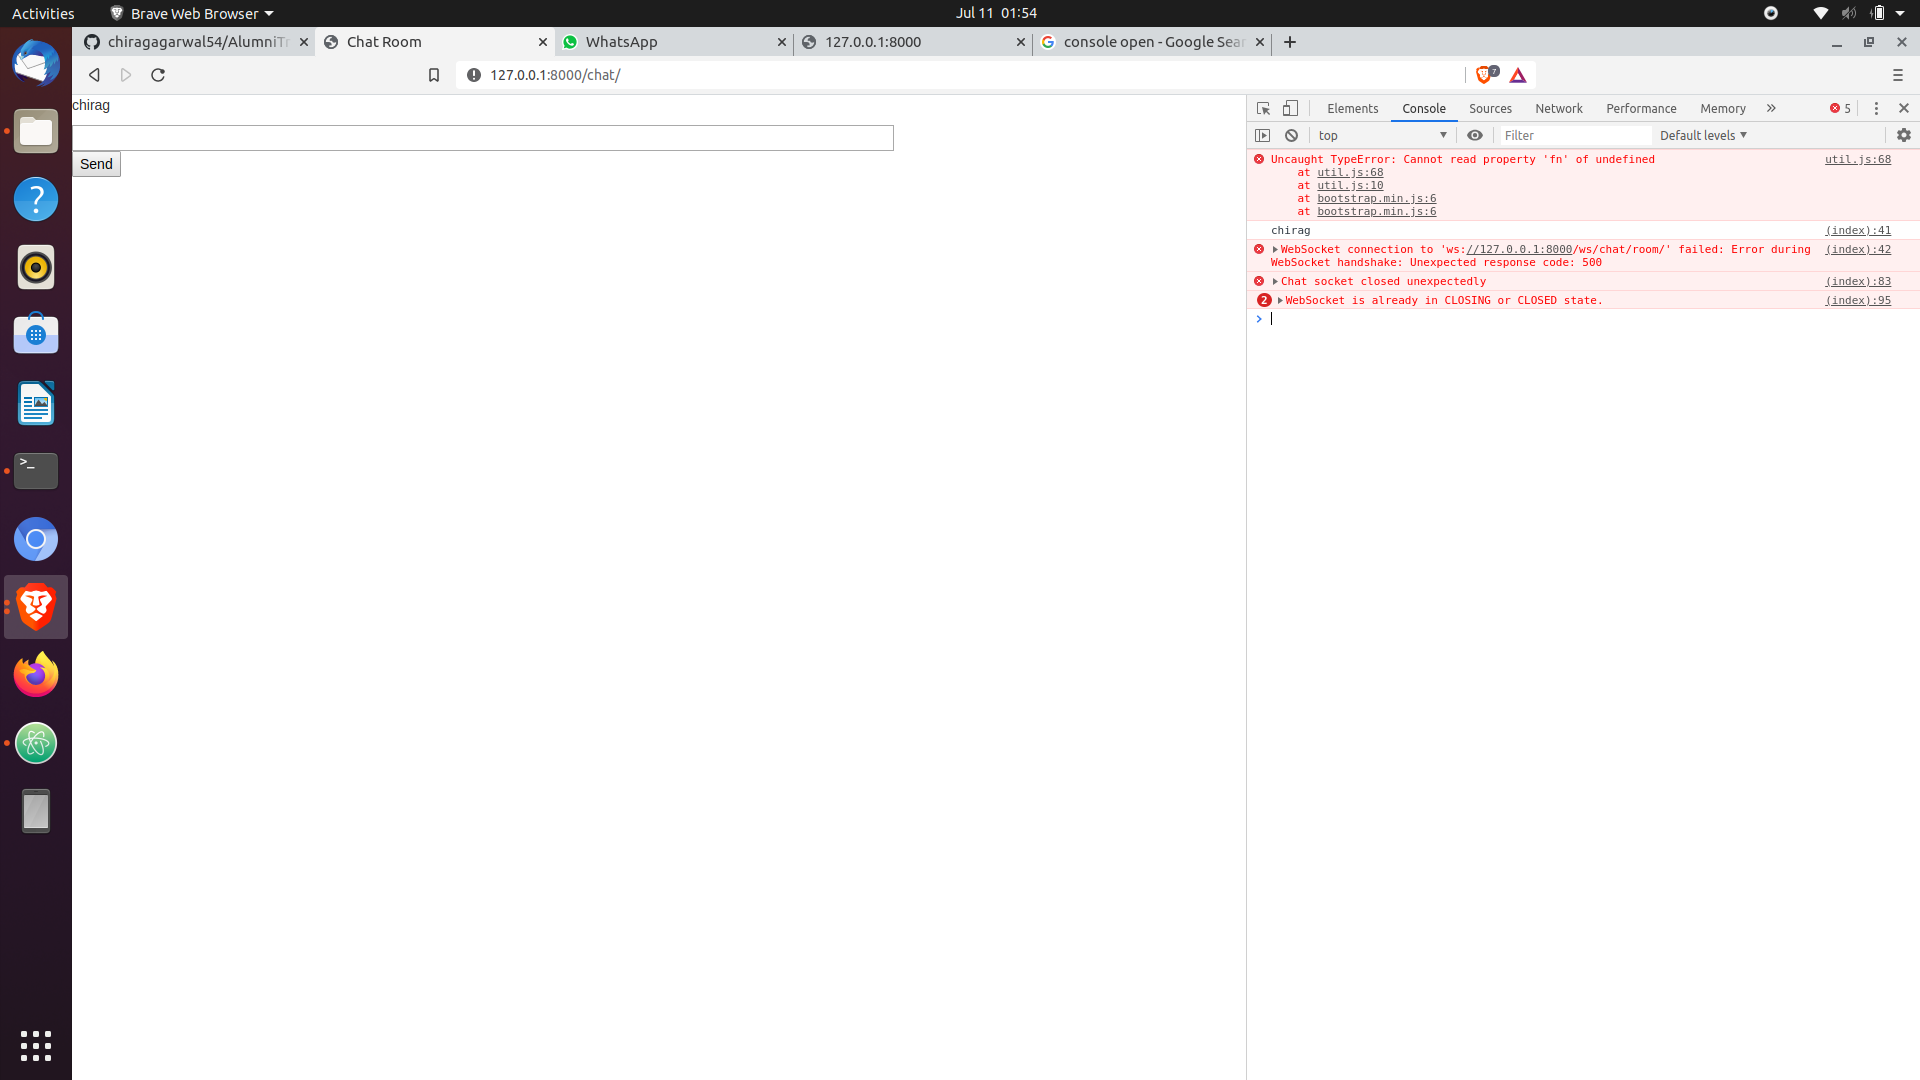 Activities
Brave Web Browser
Jul 11 01:54
chiragagarwal54/AlumniTr
Chat Room
WhatsApp
127.0.0.1:8000
console open - Google Sear
127.0.0.1:8000/chat/
7
chirag
Send
Elements
Console
Sources
Network
Performance
Memory
5
top
Filter
Default levels
Uncaught TypeError: Cannot read property 'fn' of undefined
util.js:68
at util.js:68
at util.js:10
at bootstrap.min.js:6
at bootstrap.min.js:6
chirag
(index):41
WebSocket connection to 'ws://127.0.0.1:8000/ws/chat/room/' failed: Error during
(index):42
WebSocket handshake: Unexpected response code: 500
Chat socket closed unexpectedly
(index):83
2
WebSocket is already in CLOSING or CLOSED state.
(index):95